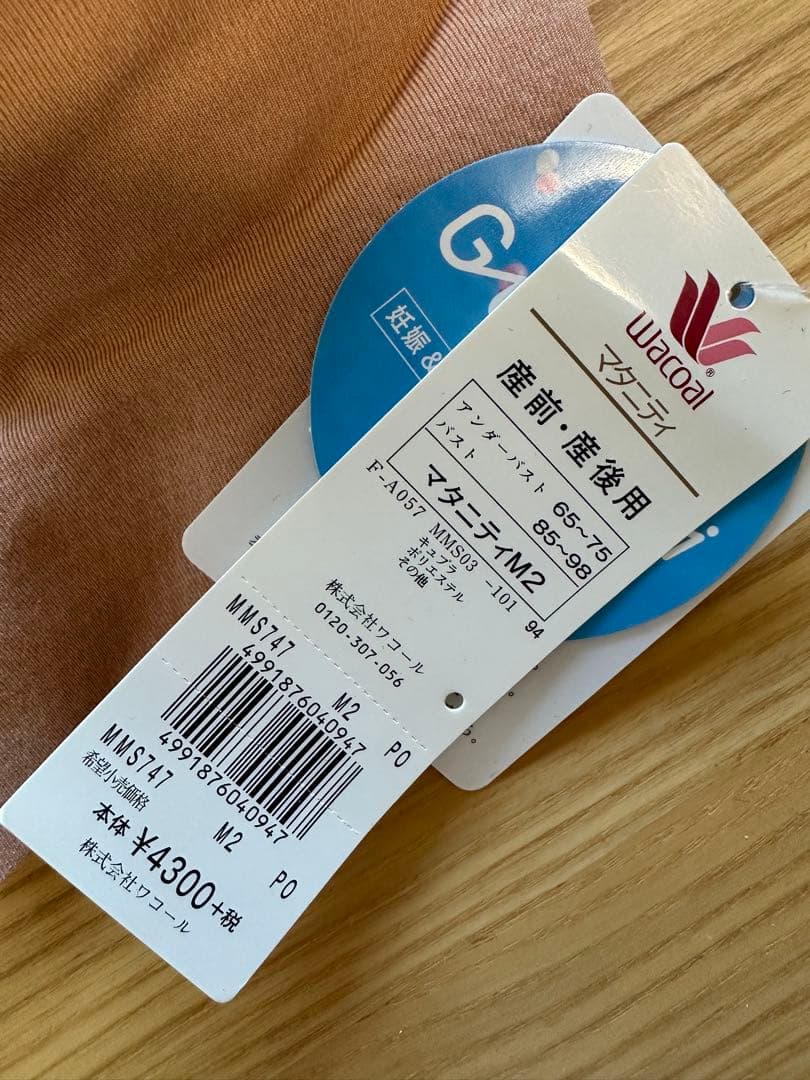 Wacoal®
マタニティ
産前・産後用
アンダーバスト 65〜75
バスト 85〜98
マタニティM2
F-A057 MMS03 -101 94
キュプラ
ポリエステル
その他
株式会社ワコール
0120-307-056
MMS747 M2 PO
4991876040947
4991876040947
MMS747 M2 PO
希望小売価格
本体 ¥4300+税
株式会社ワコール
G
妊娠&